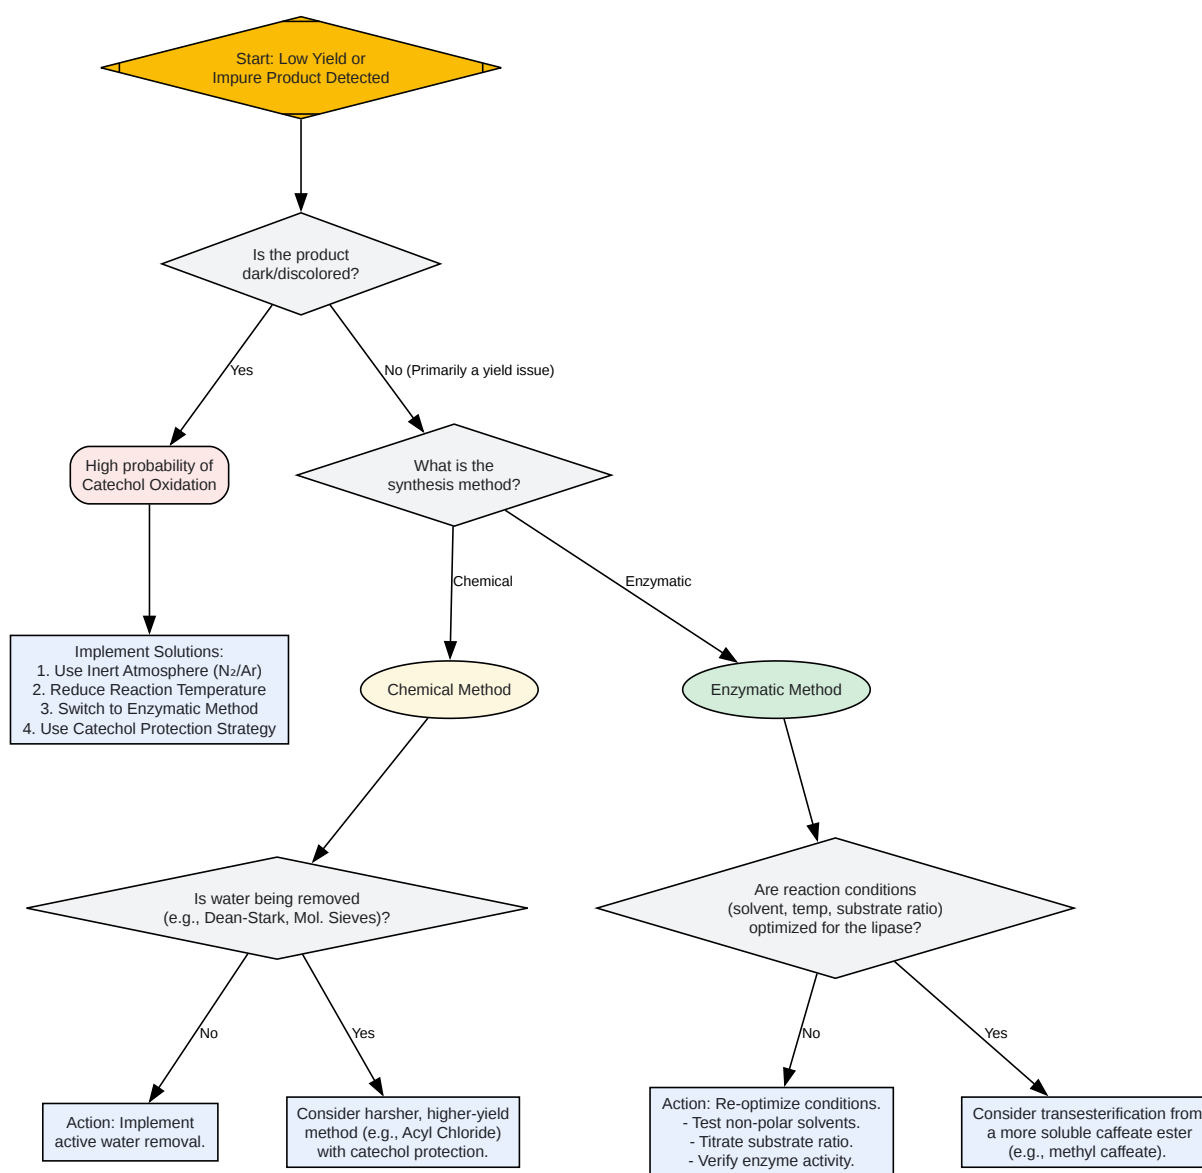 Start: Low Yield or
Impure Product Detected
Is the product
dark/discolored?
Yes
No (Primarily a yield issue)
High probability of
Catechol Oxidation
What is the
synthesis method?
Implement Solutions:
1. Use Inert Atmosphere (N₂/Ar)
2. Reduce Reaction Temperature
3. Switch to Enzymatic Method
4. Use Catechol Protection Strategy
Chemical
Enzymatic
Chemical Method
Enzymatic Method
Is water being removed
(e.g., Dean-Stark, Mol. Sieves)?
Are reaction conditions
(solvent, temp, substrate ratio)
optimized for the lipase?
No
Yes
No
Yes
Action: Implement
active water removal.
Consider harsher, higher-yield
method (e.g., Acyl Chloride)
with catechol protection.
Action: Re-optimize conditions.
- Test non-polar solvents.
- Titrate substrate ratio.
- Verify enzyme activity.
Consider transesterification from
a more soluble caffeate ester
(e.g., methyl caffeate).